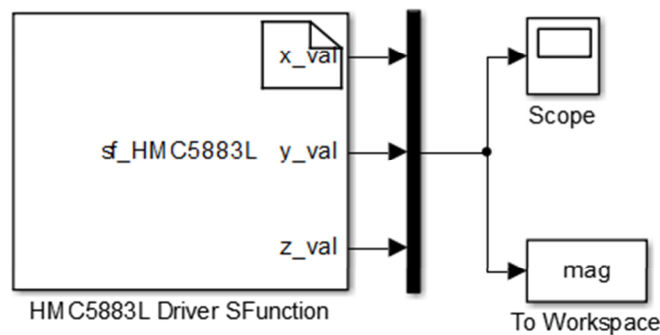 x_val
sf_HMC5883L y_val
z_val
HMC5883L Driver SFunction
Scope
mag
To Workspace